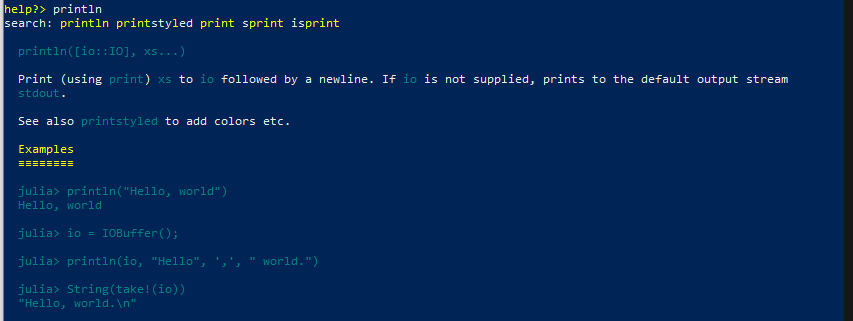 help?> println
search: println printstyled print sprint isprint
println([io::IO], xs...)
Print (using print) xs to io followed by a newline. If io is not supplied, prints to the default output stream
stdout.
See also printstyled to add colors etc.
Examples
≡≡≡≡≡≡≡≡
julia> println("Hello, world")
Hello, world
julia> io = IOBuffer();
julia> println(io, "Hello", ',', " world.")
julia> String(take!(io))
"Hello, world.\n"